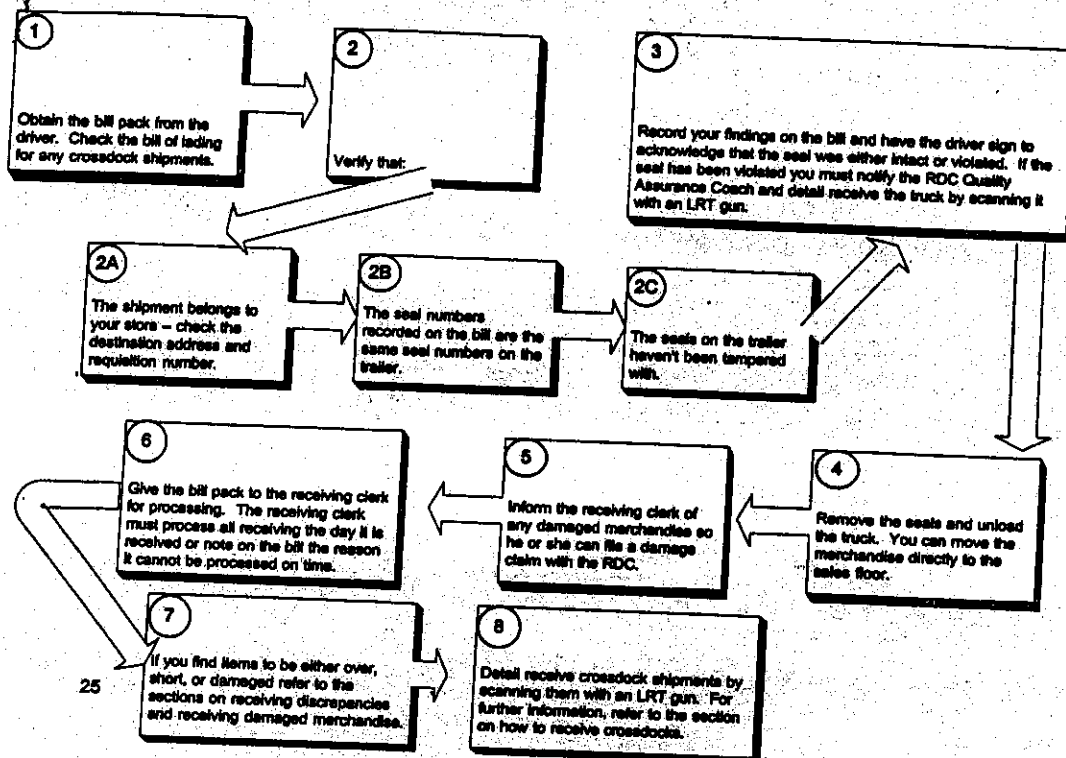 1
Obtain the bill pack from the
driver. Check the bill of lading
for any crossdock shipments.
2
Verify that:
2A
The shipment belongs to
your store – check the
destination address and
requisition number.
2B
The seal numbers
recorded on the bill are the
same seal numbers on the
trailer.
2C
The seals on the trailer
haven't been tampered
with.
3
Record your findings on the bill and have the driver sign to
acknowledge that the seal was either intact or violated. If the
seal has been violated you must notify the RDC Quality
Assurance Coach and detail receive the truck by scanning it
with an LRT gun.
4
Remove the seals and unload
the truck. You can move the
merchandise directly to the
sales floor.
5
Inform the receiving clerk of
any damaged merchandise so
he or she can file a damage
claim with the RDC.
6
Give the bill pack to the receiving clerk
for processing. The receiving clerk
must process all receiving the day it is
received or note on the bill the reason
it cannot be processed on time.
7
If you find items to be either over,
short, or damaged refer to the
sections on receiving discrepancies
and receiving damaged merchandise.
8
Detail receive crossdock shipments by
scanning them with an LRT gun. For
further information, refer to the section
on how to receive crossdocks.
25